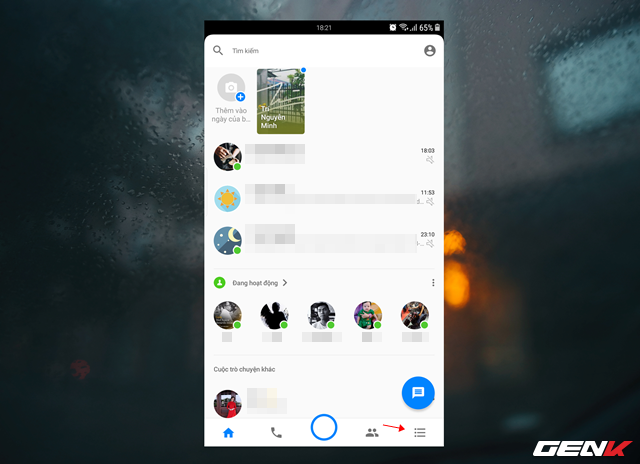 18:21
65%
Tìm kiếm
Thêm vào
ngày của b...
Trí
Nguyễn
Minh
18:03
11:53
23:10
Đang hoạt động
Cuộc trò chuyện khác
GENK